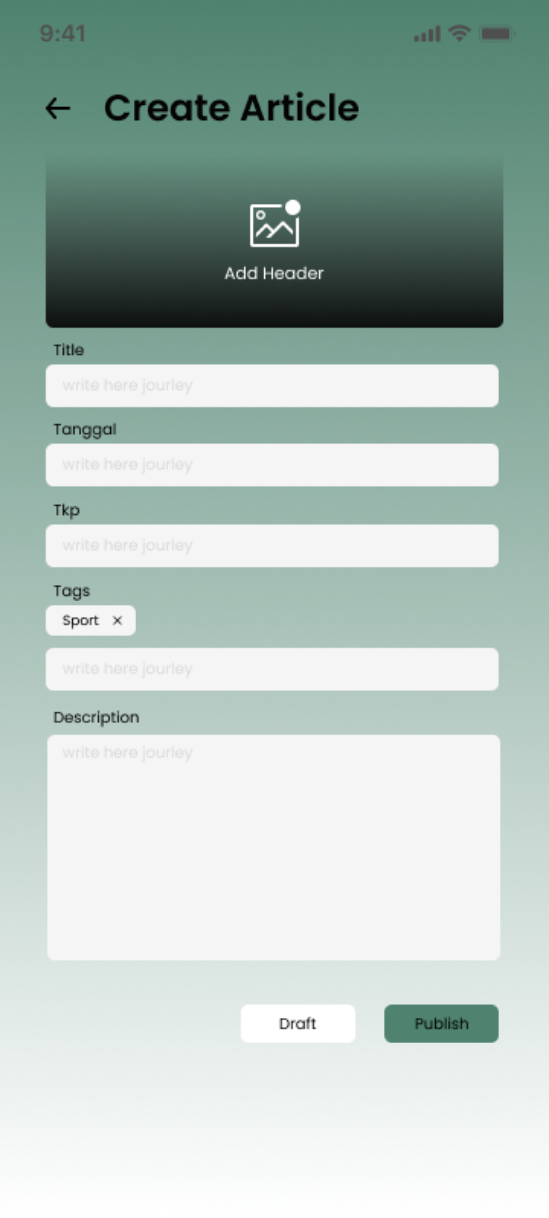 9:41
Create Article
Add Header
Title
write here jourley
Tanggal
write here jourley
Tkp
write here jourley
Tags
Sport ×
write here jourley
Description
write here jourley
Draft Publish